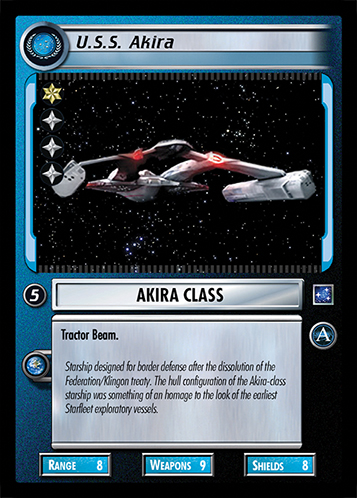 U.S.S. Akira
5
AKIRA CLASS
A
Tractor Beam.
Starship designed for border defense after the dissolution of the
Federation/Klingon treaty. The hull configuration of the Akira-class
starship was something of an homage to the look of the earliest
Starfleet exploratory vessels.
RANGE 8 WEAPONS 9 SHIELDS 8